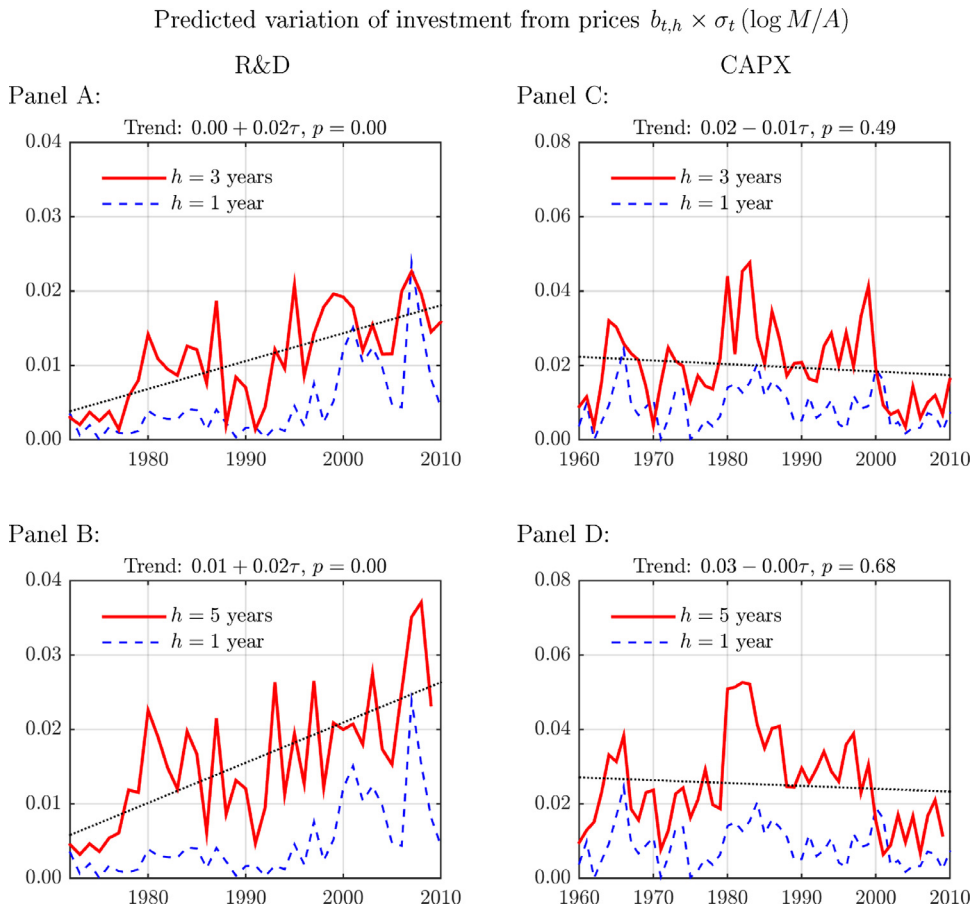 Predicted variation of investment from prices b_{t,h} × σ_t (log M/A)
R&D
CAPX
Panel A:
Trend: 0.00 + 0.02τ, p = 0.00
0.04
0.03
0.02
0.01
0.00
h = 3 years
h = 1 year
1980
1990
2000
2010
Panel C:
Trend: 0.02 − 0.01τ, p = 0.49
0.08
0.06
0.04
0.02
0.00
h = 3 years
h = 1 year
1960
1970
1980
1990
2000
2010
Panel B:
Trend: 0.01 + 0.02τ, p = 0.00
0.04
0.03
0.02
0.01
0.00
h = 5 years
h = 1 year
1980
1990
2000
2010
Panel D:
Trend: 0.03 − 0.00τ, p = 0.68
0.08
0.06
0.04
0.02
0.00
h = 5 years
h = 1 year
1960
1970
1980
1990
2000
2010